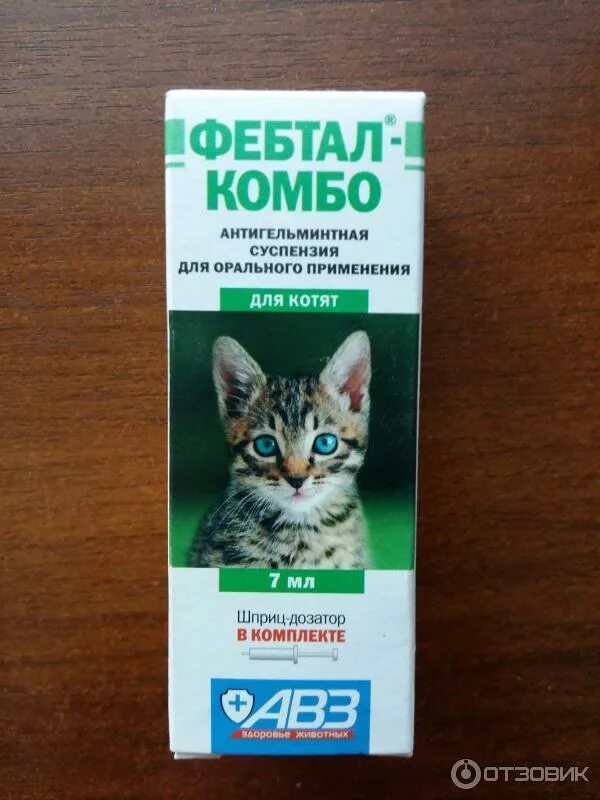 ФЕБТАЛ®-
КОМБО
АНТИГЕЛЬМИНТНАЯ
СУСПЕНЗИЯ
ДЛЯ ОРАЛЬНОГО ПРИМЕНЕНИЯ
ДЛЯ КОТЯТ
7 мл
Шприц-дозатор
В КОМПЛЕКТЕ
АВЗ
здоровье животных
ОТЗОВИК